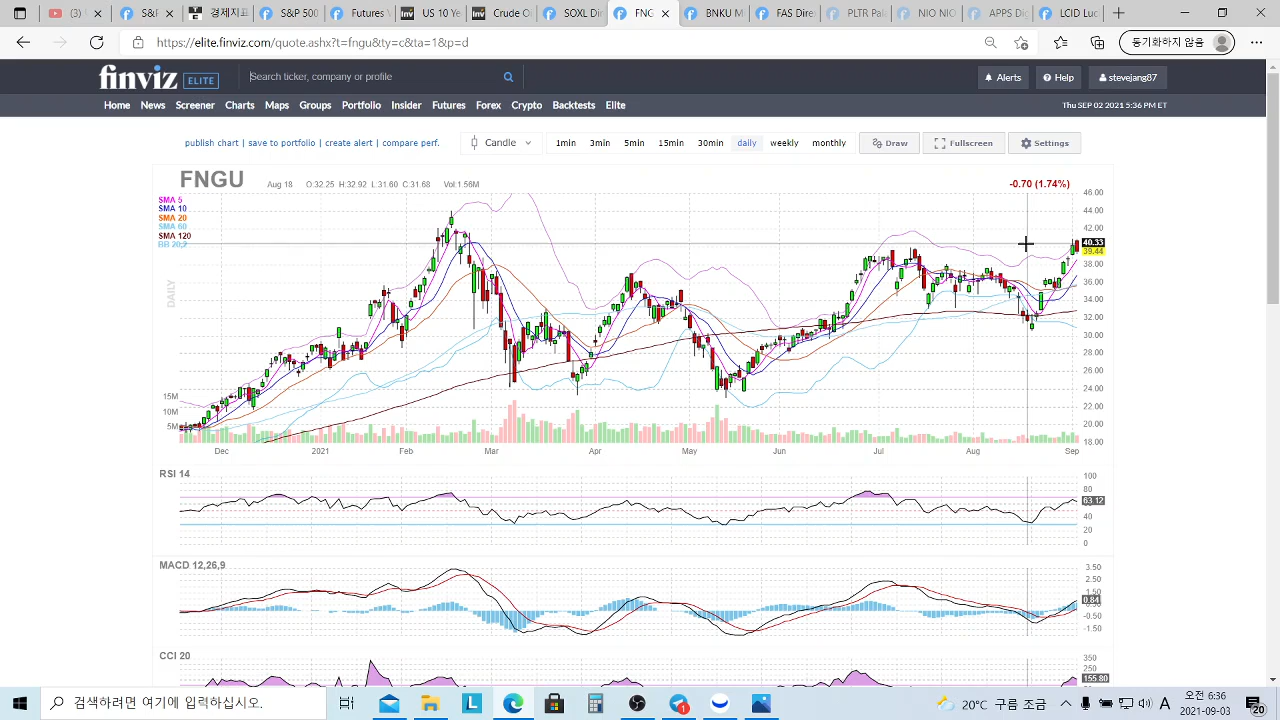 S&P 500
경제지표
S&P 500
Futures
US 10 Y
Candle C
SOXL Di
FNC
BNKU M
FAS Dire
PLTR Pa
NIO NIO
APPS Di
LCID Lu
https://elite.finviz.com/quote.ashx?t=fngu&ty=c&ta=1&p=d
동기화하지 않음
finviz ELITE
Search ticker, company or profile
Alerts
Help
stevejang87
Home News Screener Charts Maps Groups Portfolio Insider Futures Forex Crypto Backtests Elite
Thu SEP 02 2021 5:36 PM ET
publish chart | save to portfolio | create alert | compare perf.
Candle
1min 3min 5min 15min 30min daily weekly monthly
Draw
Fullscreen
Settings
FNGU
Aug 18 O:32.25 H:32.92 L:31.60 C:31.68 Vol:1.56M
-0.70 (1.74%)
SMA 5
SMA 10
SMA 20
SMA 60
SMA 120
BB 20,2
DAILY
46.00
44.00
42.00
40.33
39.44
38.00
36.00
34.00
32.00
30.00
28.00
26.00
24.00
22.00
20.00
18.00
15M
10M
5M
Dec 2021 Feb Mar Apr May Jun Jul Aug Sep
RSI 14
100
80
63.12
40
20
0
MACD 12,26,9
3.50
2.50
1.50
0.84
-0.50
-1.50
CCI 20
350
250
155.80
검색하려면 여기에 입력하십시오.
20°C 구름 조금
A
오전 6:36
2021-09-03
20